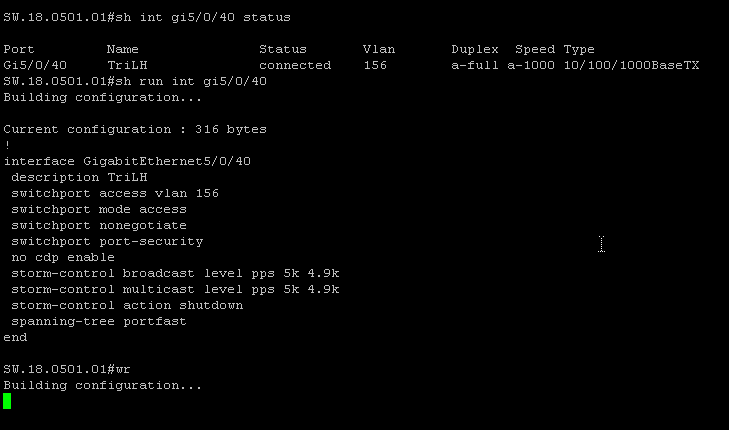 SW.18.0501.01#sh int gi5/0/40 status
Port         Name               Status       Vlan       Duplex  Speed Type
Gi5/0/40     TriLH              connected    156        a-full a-1000 10/100/1000BaseTX
SW.18.0501.01#sh run int gi5/0/40
Building configuration...
Current configuration : 316 bytes
!
interface GigabitEthernet5/0/40
 description TriLH
 switchport access vlan 156
 switchport mode access
 switchport nonegotiate
 switchport port-security
 no cdp enable
 storm-control broadcast level pps 5k 4.9k
 storm-control multicast level pps 5k 4.9k
 storm-control action shutdown
 spanning-tree portfast
end
SW.18.0501.01#wr
Building configuration...